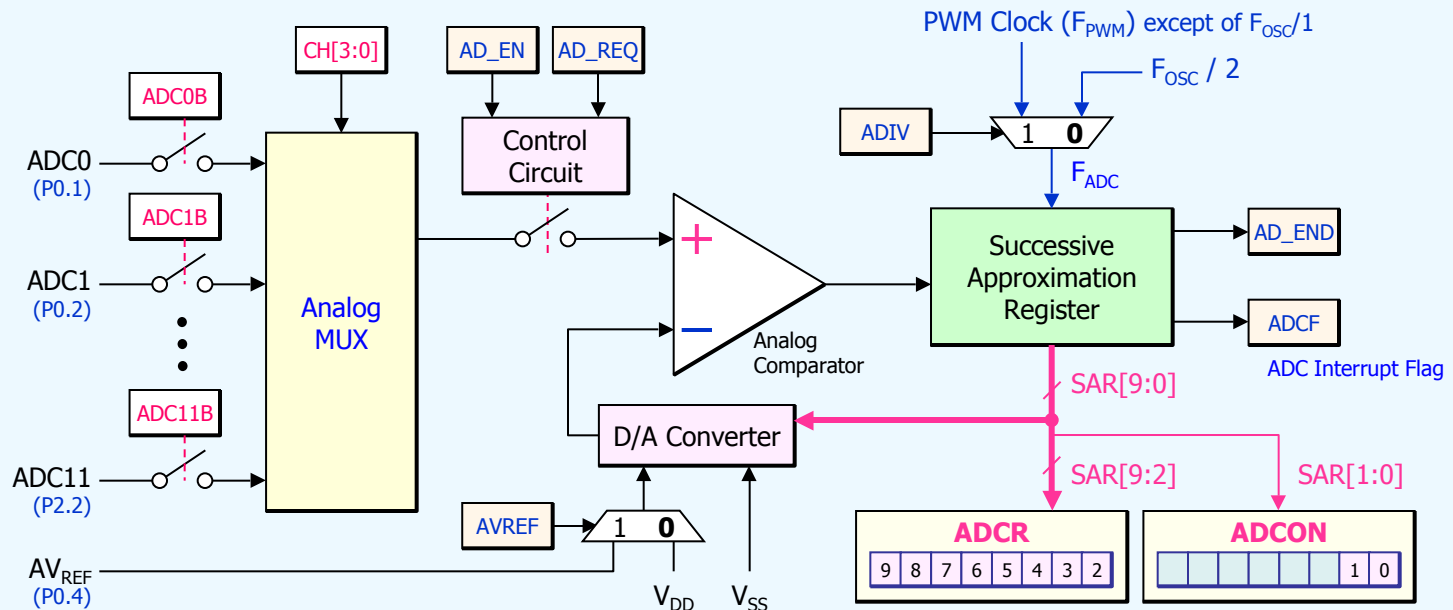 PWM Clock (FPWM) except of FOSC/1
FOSC / 2
CH[3:0]
AD_EN
AD_REQ
ADC0B
ADIV
1 0
Control
Circuit
ADC0
(P0.1)
FADC
ADC1B
ADC1
(P0.2)
Analog
MUX
+
−
Analog
Comparator
Successive
Approximation
Register
AD_END
ADCF
ADC Interrupt Flag
SAR[9:0]
ADC11B
D/A Converter
ADC11
(P2.2)
SAR[9:2]
SAR[1:0]
AVREF
1 0
AVREF
(P0.4)
VDD
VSS
ADCR
9 8 7 6 5 4 3 2
ADCON
1 0